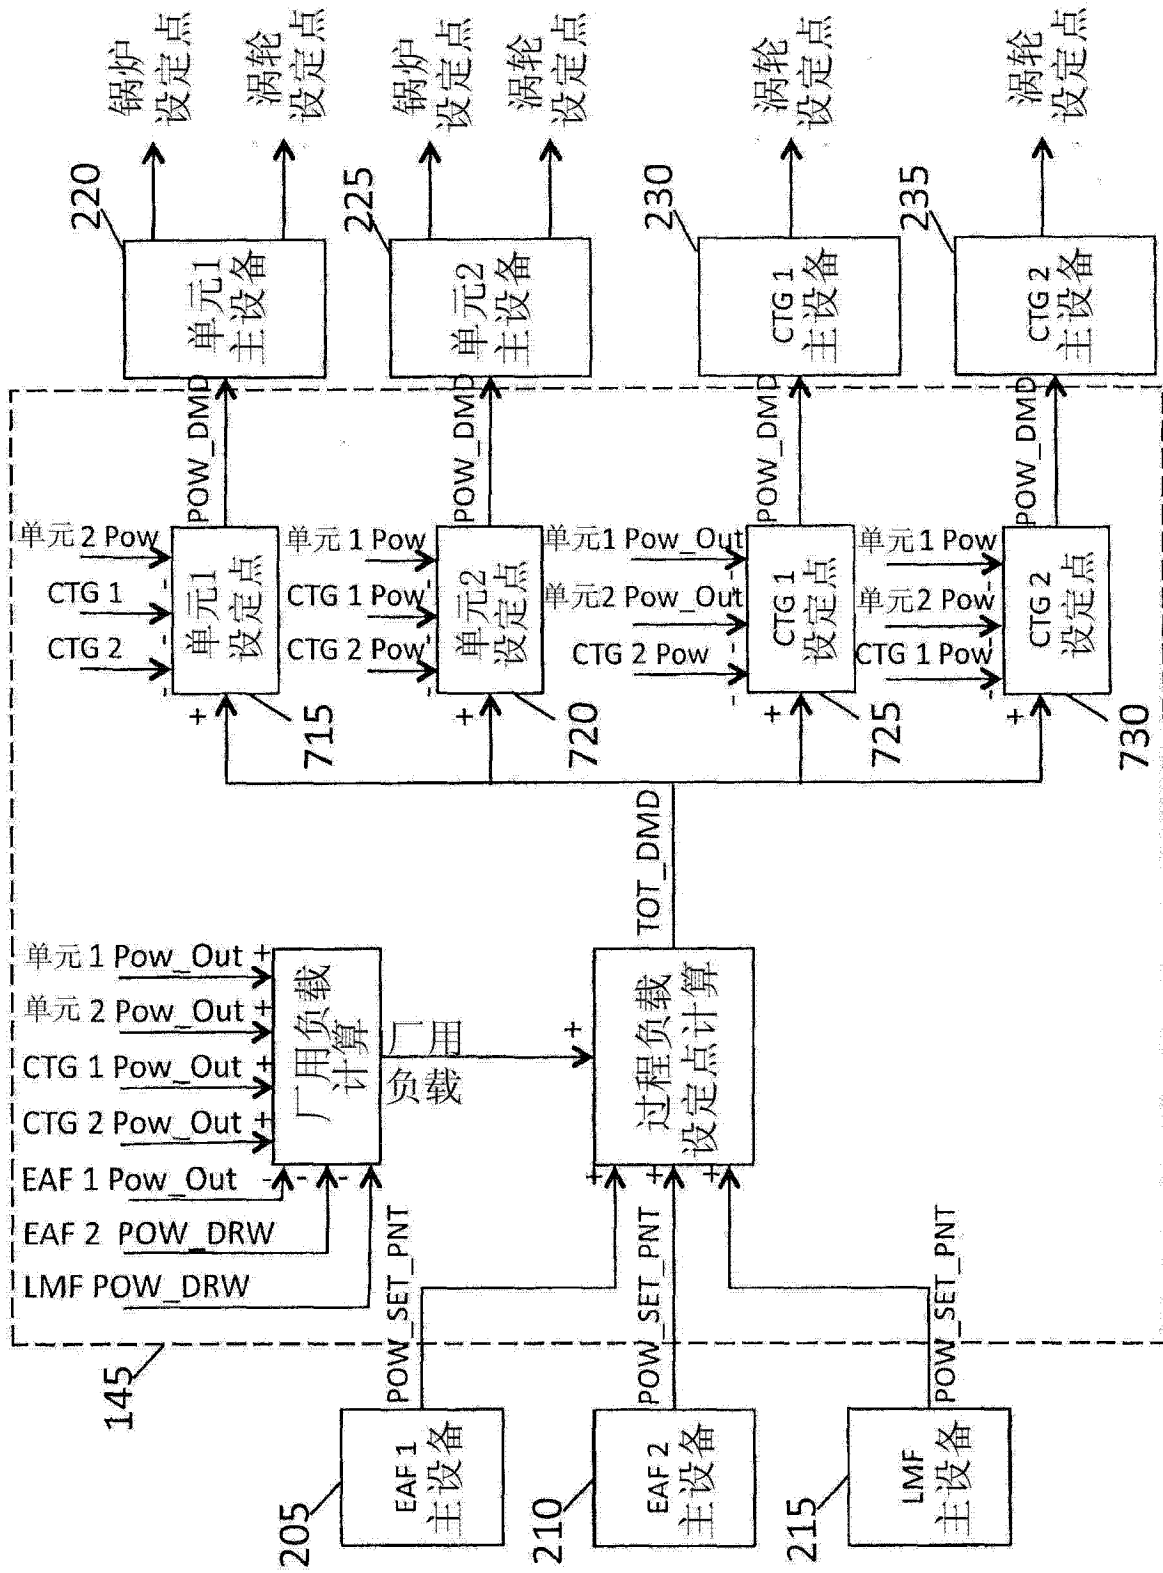 145
单元 1 Pow_Out +
单元 2 Pow_Out +
CTG 1 Pow_Out +
CTG 2 Pow_Out +
EAF 1 Pow_Out -
EAF 2 POW_DRW -
LMF POW_DRW -
厂用负载
计算
厂用
负载
+
过程负载
设定点计算
+
+
+
TOT_DMD
205
EAF 1
主设备
POW_SET_PNT
210
EAF 2
主设备
POW_SET_PNT
215
LMF
主设备
POW_SET_PNT
单元 2 Pow
-
CTG 1
-
CTG 2
-
+
单元1
设定点
715
POW_DMD
220
单元1
主设备
锅炉
设定点
涡轮
设定点
单元 1 Pow
-
CTG 1 Pow
-
CTG 2 Pow
-
+
单元2
设定点
720
POW_DMD
225
单元2
主设备
锅炉
设定点
涡轮
设定点
单元1 Pow_Out
-
单元2 Pow_Out
-
CTG 2 Pow
-
+
CTG 1
设定点
725
POW_DMD
230
CTG 1
主设备
涡轮
设定点
单元1 Pow
-
单元2 Pow
-
CTG 1 Pow
-
+
CTG 2
设定点
730
POW_DMD
235
CTG 2
主设备
涡轮
设定点